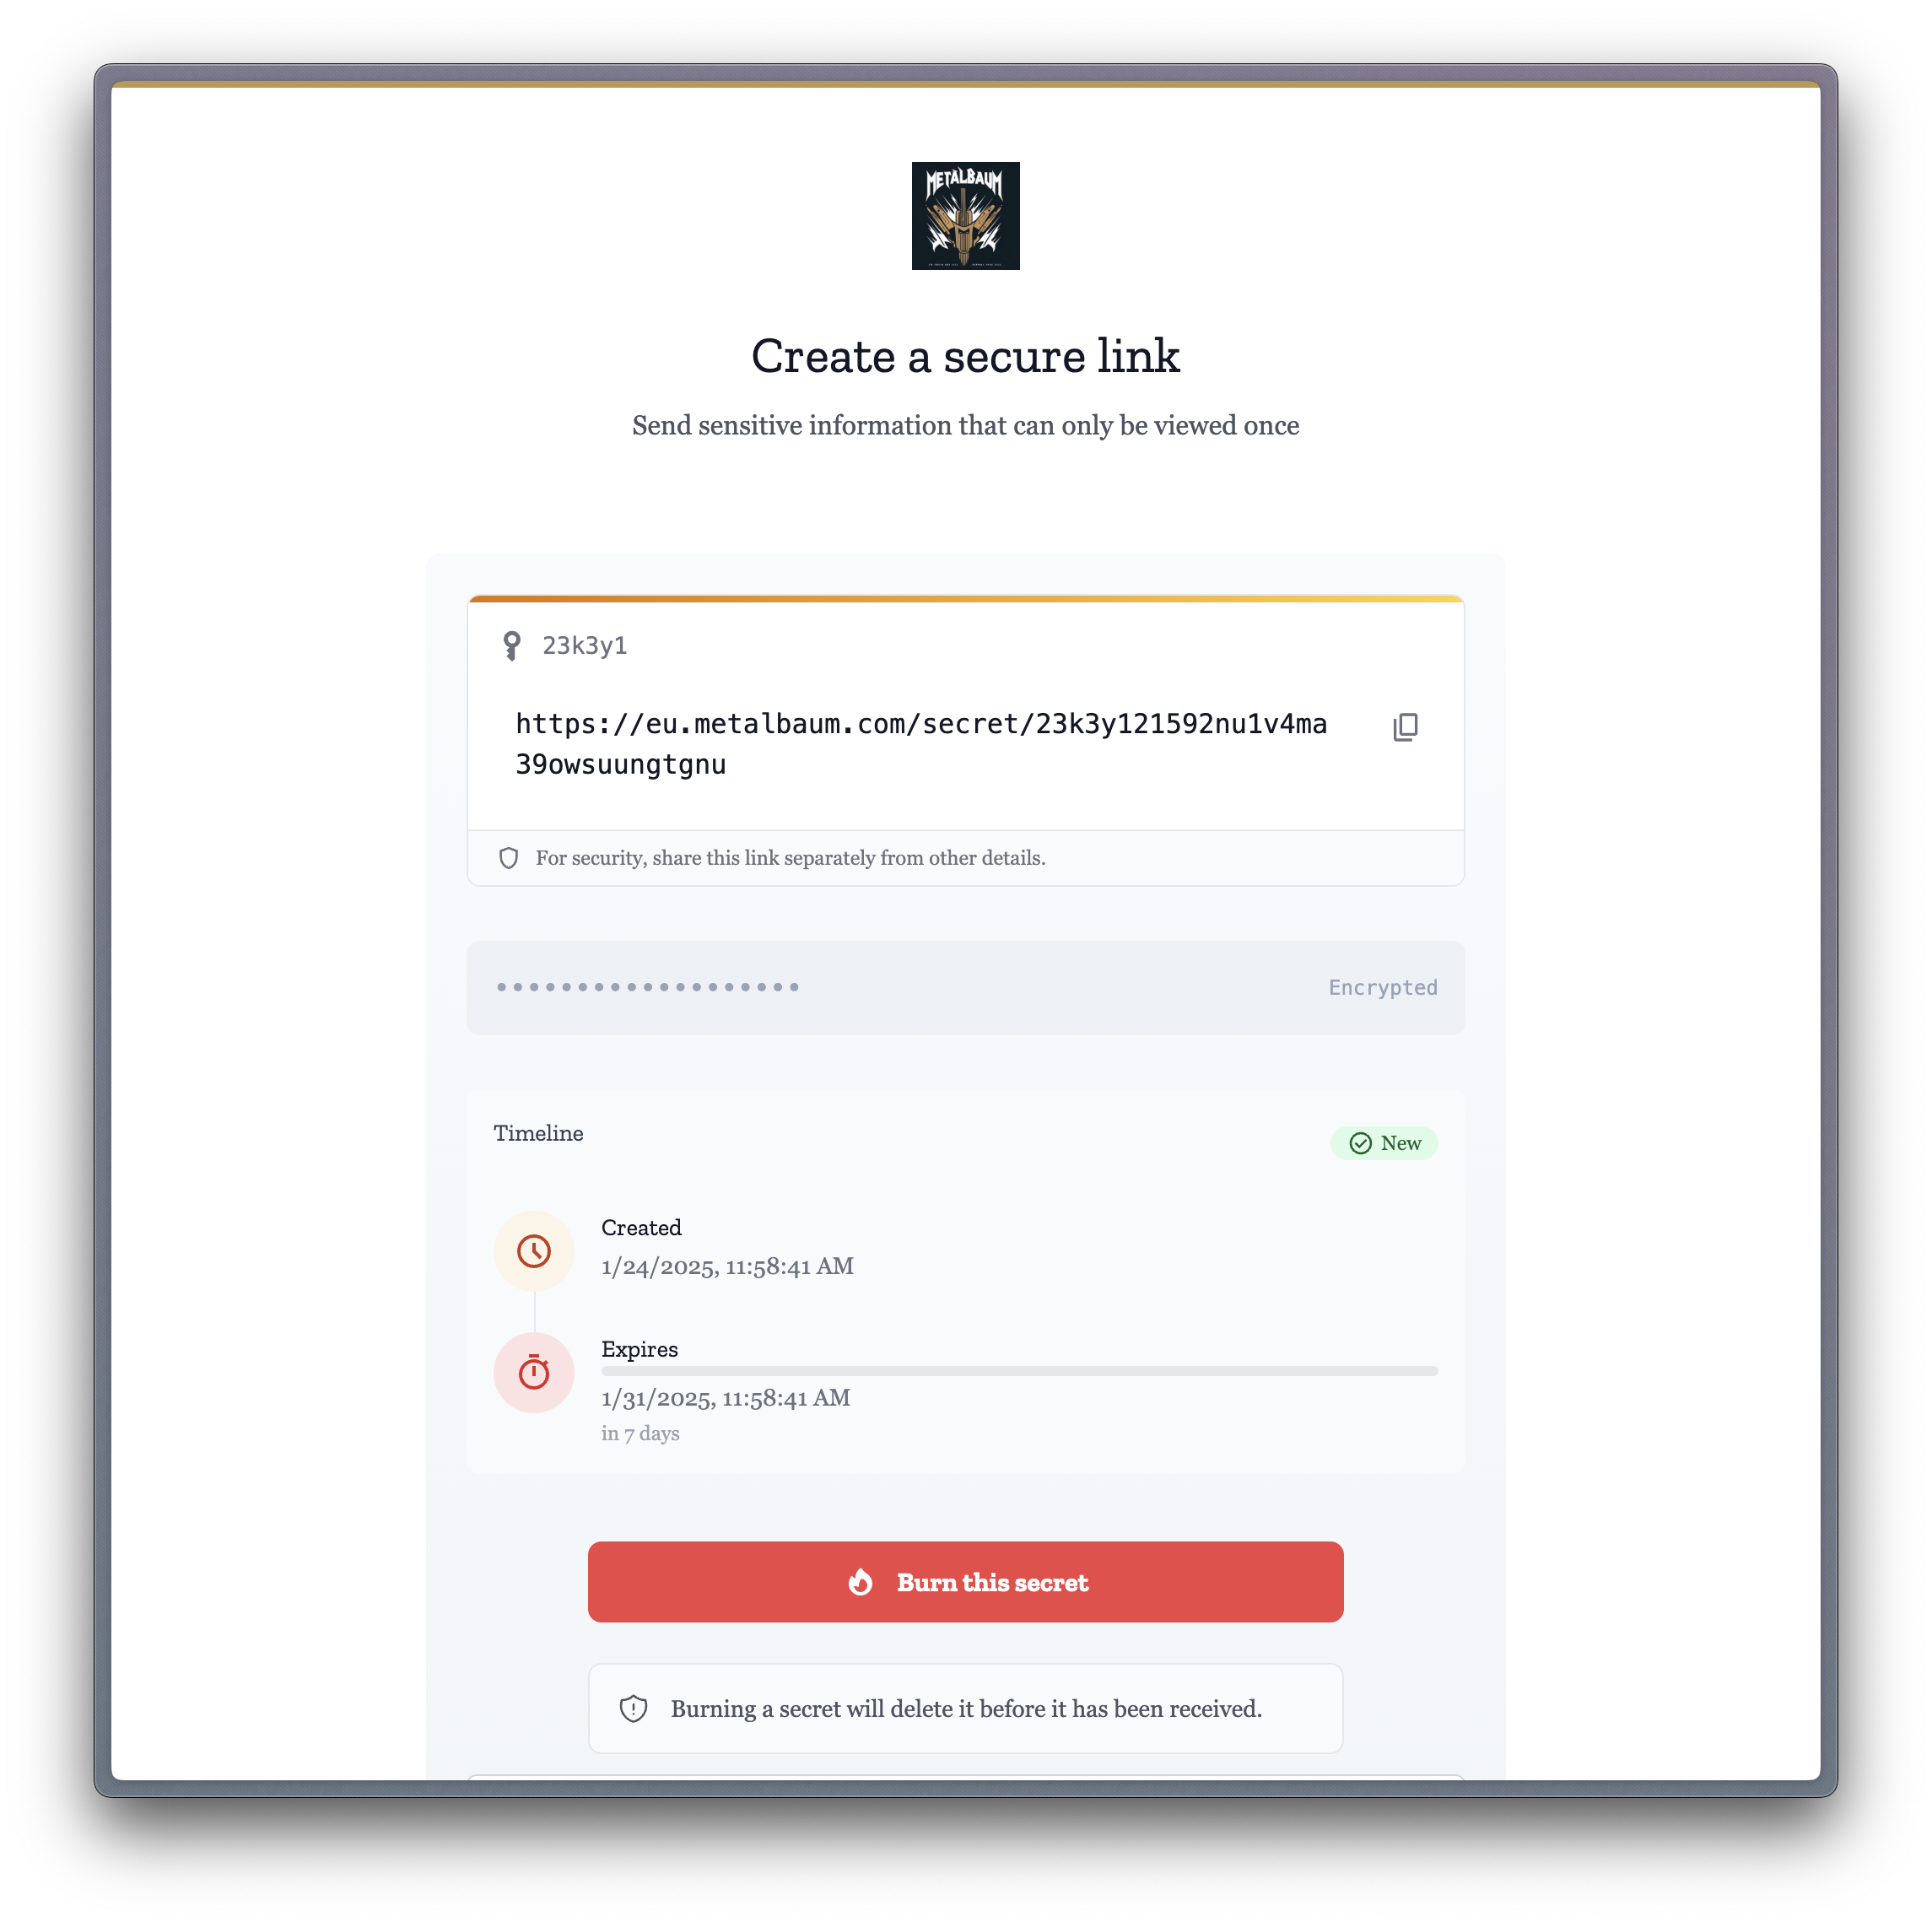 METALBAUM
Create a secure link
Send sensitive information that can only be viewed once
23k3y1
https://eu.metalbaum.com/secret/23k3y121592nu1v4ma
39owsuungtgnu
For security, share this link separately from other details.
••••••••••••••••••• Encrypted
Timeline
New
Created
1/24/2025, 11:58:41 AM
Expires
1/31/2025, 11:58:41 AM
in 7 days
Burn this secret
Burning a secret will delete it before it has been received.